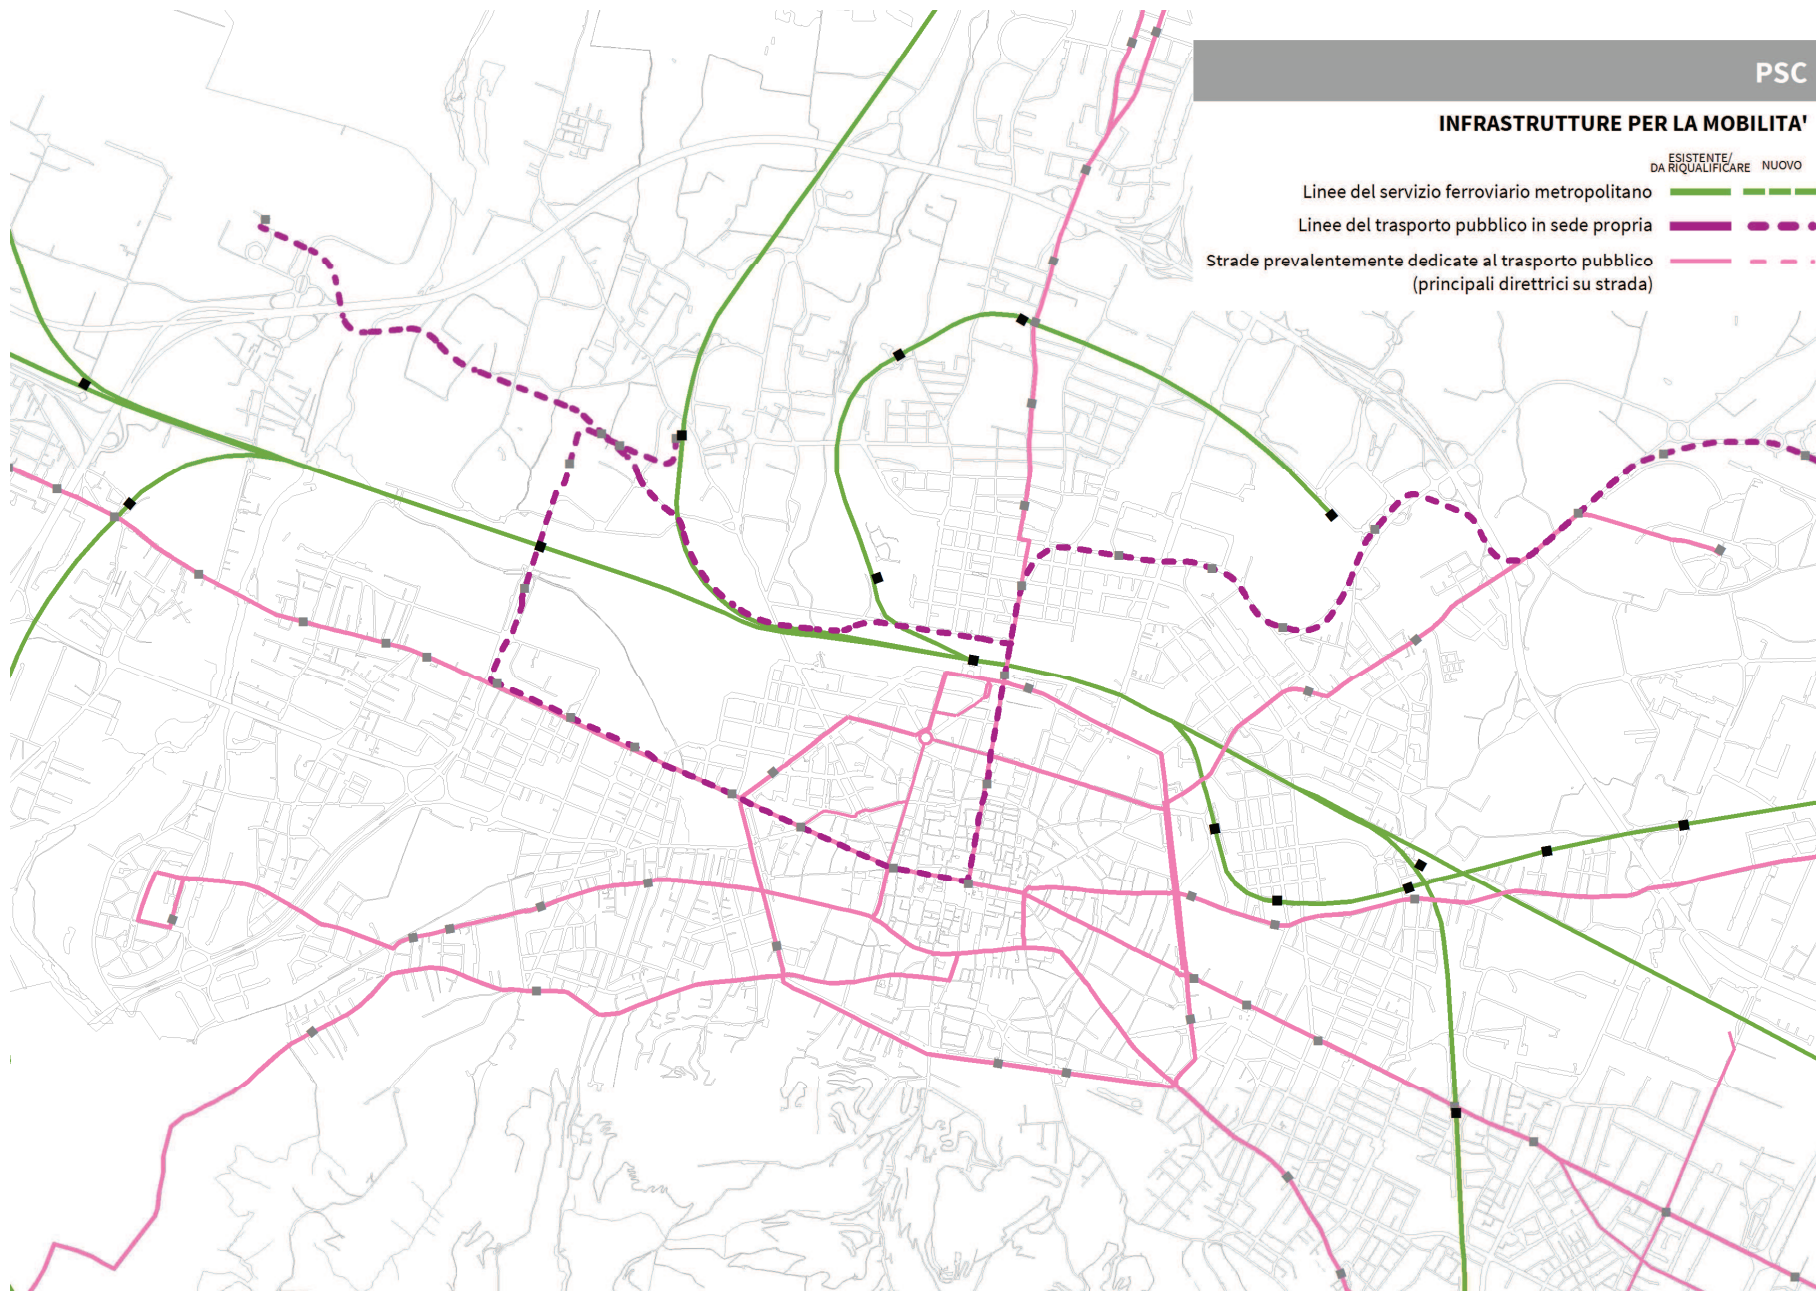 PSC
INFRASTRUTTURE PER LA MOBILITA'
ESISTENTE/
DA RIQUALIFICARE NUOVO
Linee del servizio ferroviario metropolitano
Linee del trasporto pubblico in sede propria
Strade prevalentemente dedicate al trasporto pubblico
(principali direttrici su strada)